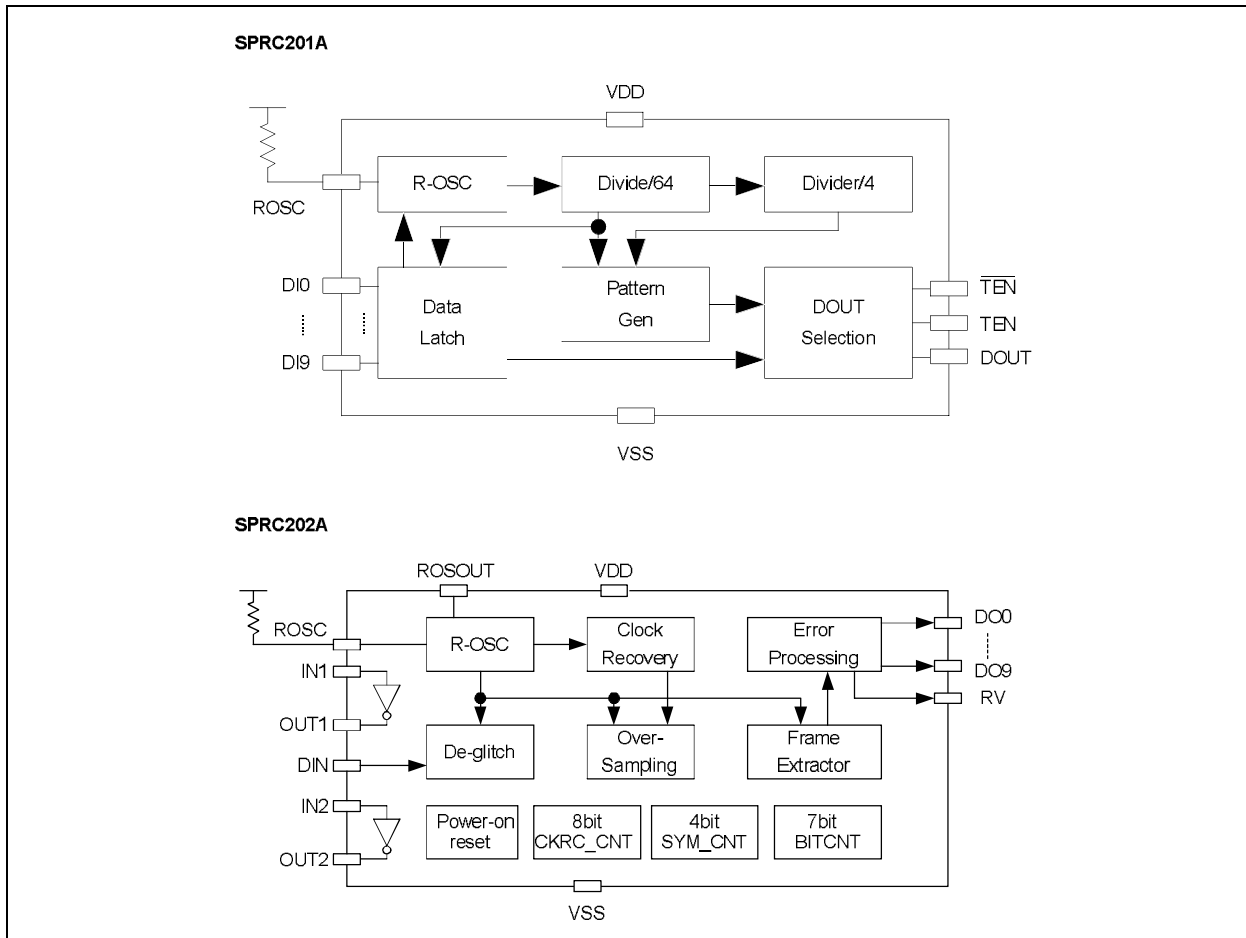 SPRC201A
VDD
R-OSC
Divide/64
Divider/4
ROSC
DI0
DI9
Data
Latch
Pattern
Gen
DOUT
Selection
TEN
TEN
DOUT
VSS
SPRC202A
ROSOUT
VDD
ROSC
IN1
OUT1
DIN
IN2
OUT2
R-OSC
Clock
Recovery
Error
Processing
De-glitch
Over-
Sampling
Frame
Extractor
Power-on
reset
8bit
CKRC_CNT
4bit
SYM_CNT
7bit
BITCNT
DO0
DO9
RV
VSS